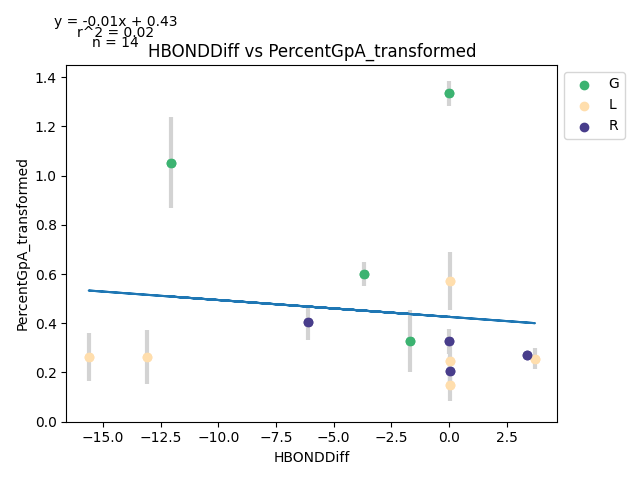 y = -0.01x + 0.43
r^2 = 0.02
n = 14
HBONDDiff vs PercentGpA_transformed
G
L
R
PercentGpA_transformed
1.4
1.2
1.0
0.8
0.6
0.4
0.2
0.0
−15.0 −12.5 −10.0 −7.5 −5.0 −2.5 0.0 2.5
HBONDDiff